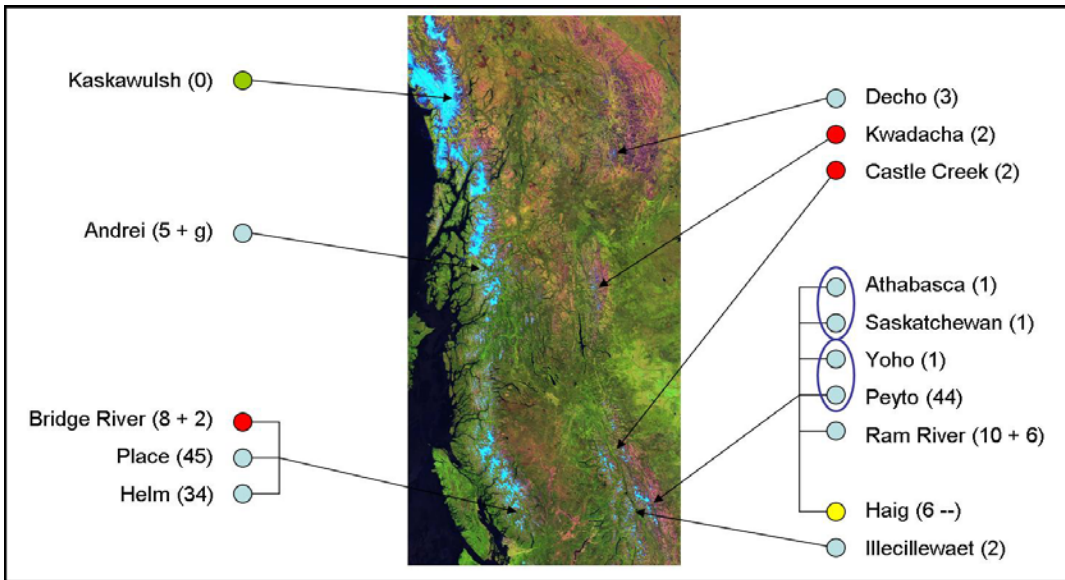 Kaskawulsh (0)
Andrei (5 + g)
Bridge River (8 + 2)
Place (45)
Helm (34)
Decho (3)
Kwadacha (2)
Castle Creek (2)
Athabasca (1)
Saskatchewan (1)
Yoho (1)
Peyto (44)
Ram River (10 + 6)
Haig (6 --)
Illecillewaet (2)